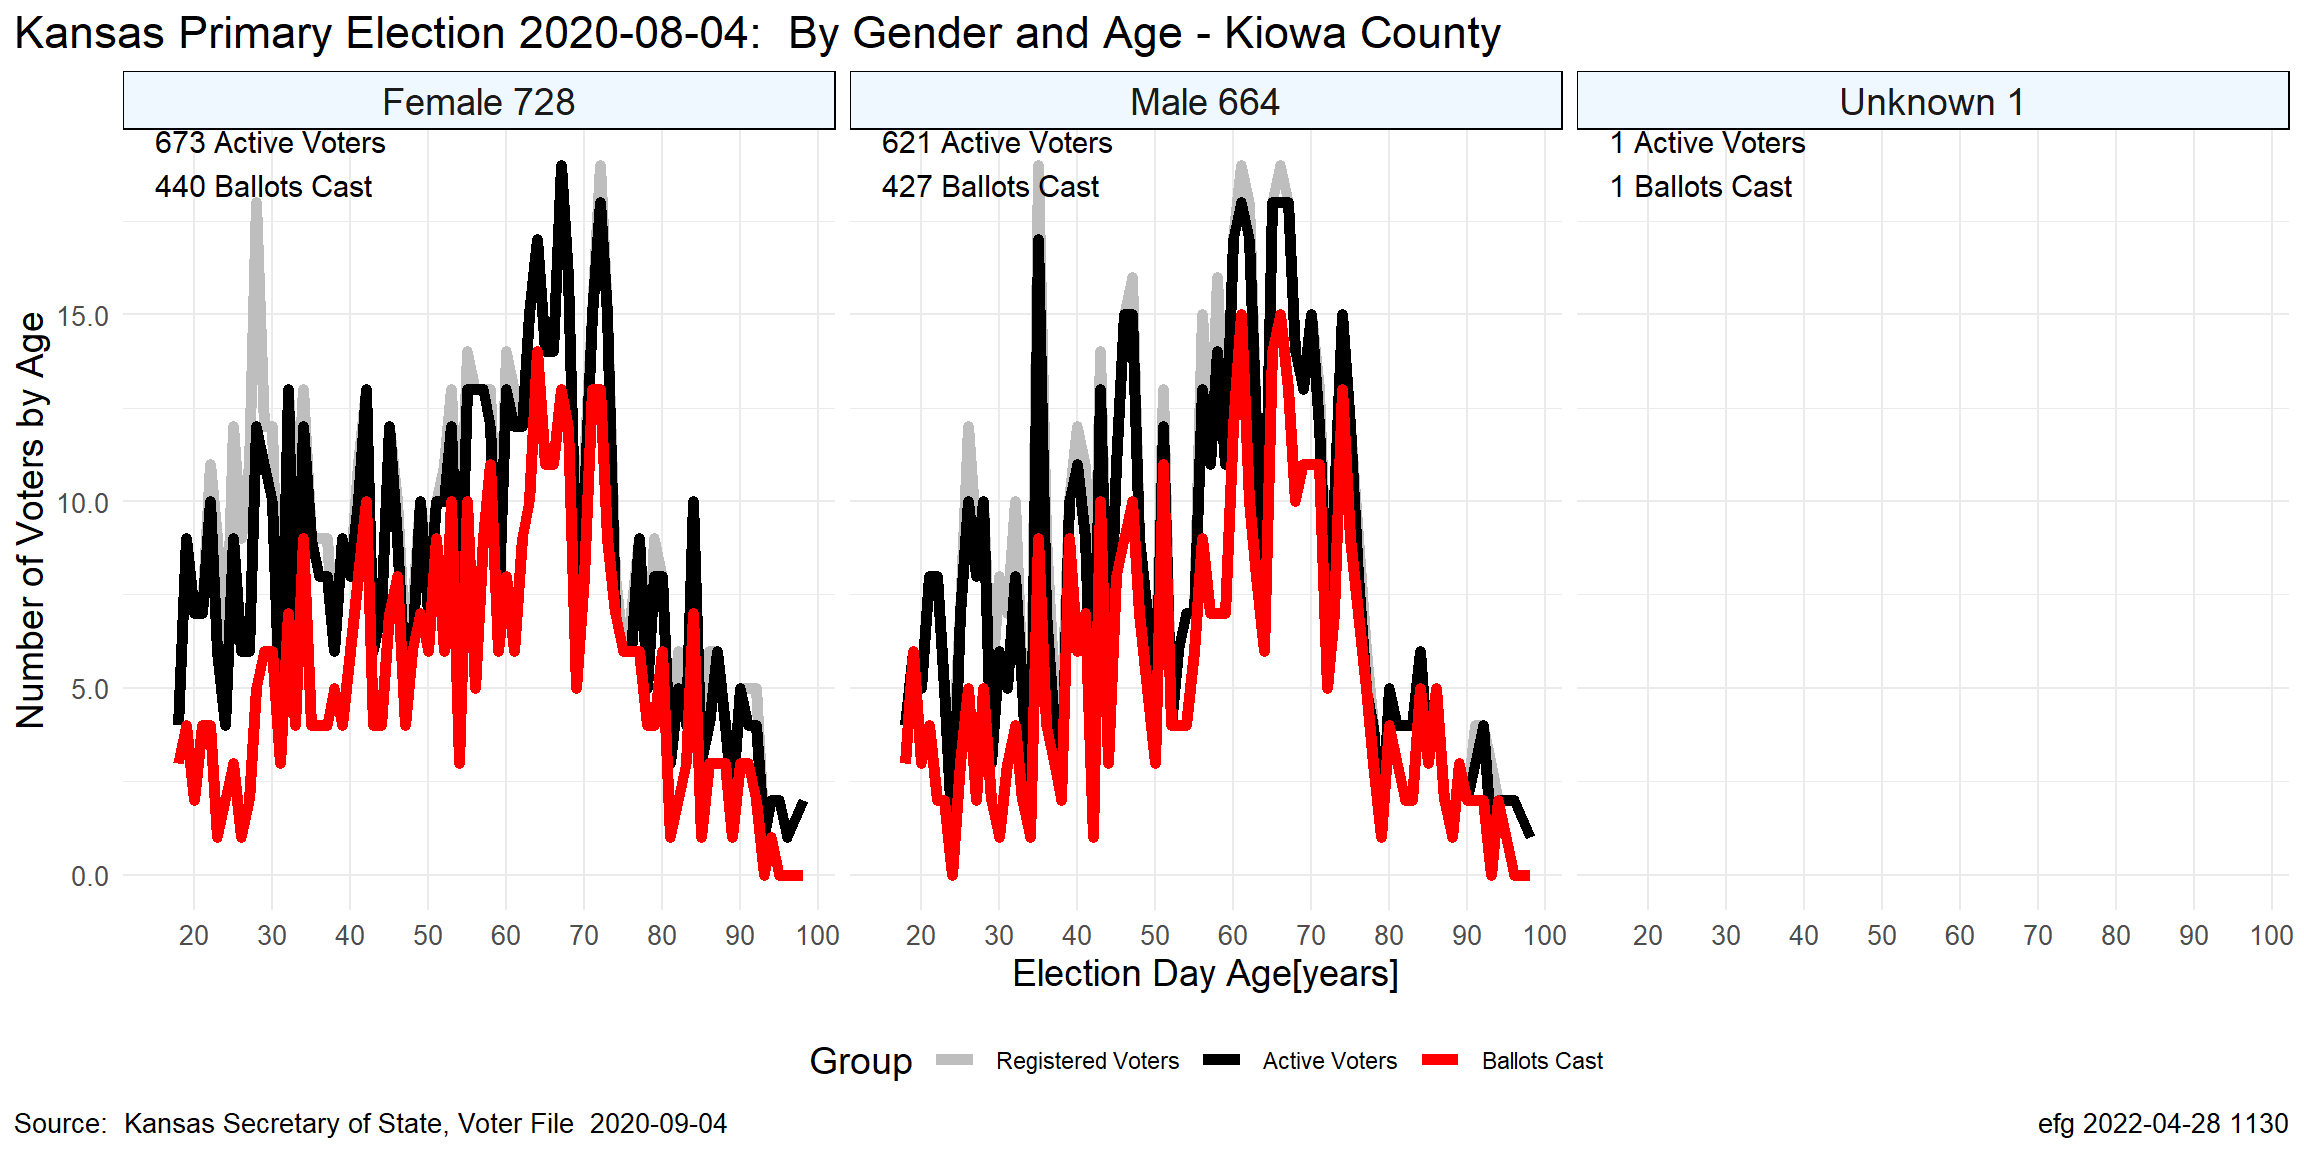 Kansas Primary Election 2020-08-04:  By Gender and Age - Kiowa County
Female 728
Male 664
Unknown 1
673 Active Voters
440 Ballots Cast
621 Active Voters
427 Ballots Cast
1 Active Voters
1 Ballots Cast
Number of Voters by Age
15.0
10.0
5.0
0.0
20 30 40 50 60 70 80 90 100
20 30 40 50 60 70 80 90 100
20 30 40 50 60 70 80 90 100
Election Day Age[years]
Group Registered Voters Active Voters Ballots Cast
Source:  Kansas Secretary of State, Voter File  2020-09-04
efg 2022-04-28 1130